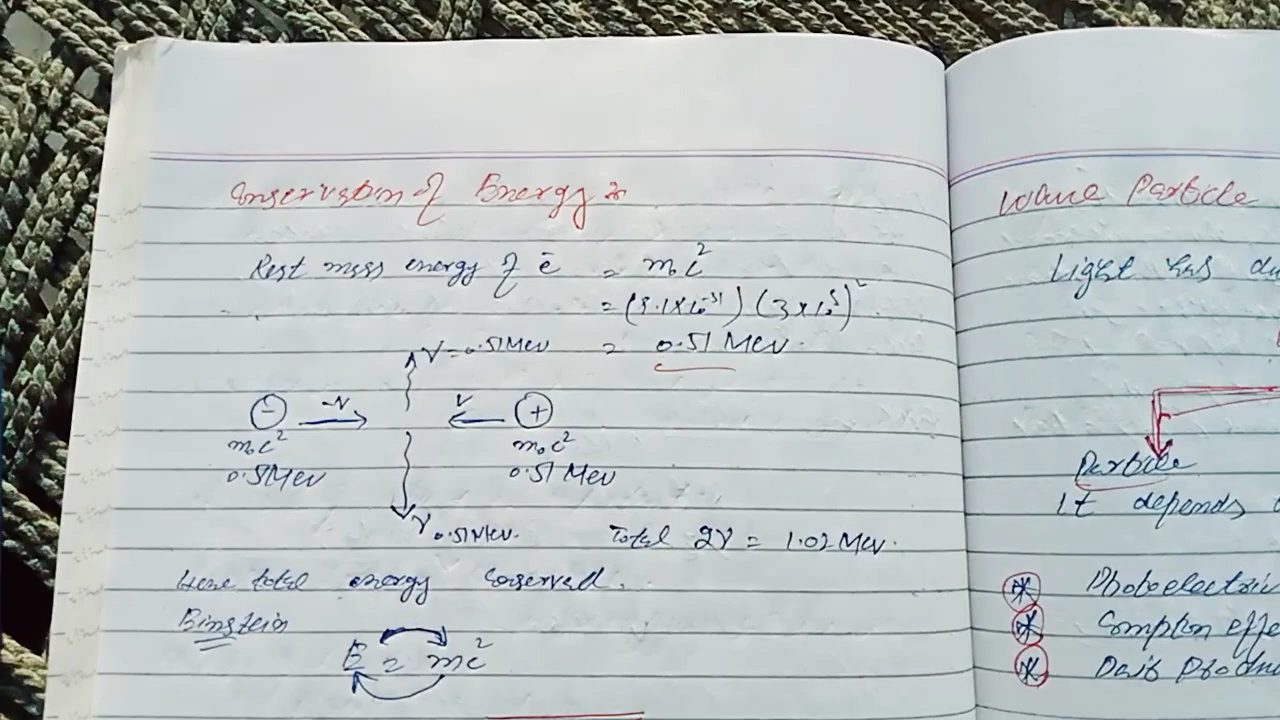 Conservation of Energy :-
Rest mass energy of e⁻ = m₀c²
= (9.1×10⁻³¹) (3×10⁸)²
γ = 0.51 MeV = 0.51 MeV.
- → v ← v +
m₀c² m₀c²
0.51 MeV 0.51 MeV
γ 0.51 MeV. Total 2γ = 1.02 MeV.
Here total energy conserved.
Einstein
E = mc²
Wave Particle
Light has
Particle
It depends
* Photoelectric
* Compton
* Pair